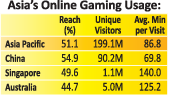 Asia's Online Gaming Usage:
Reach (%) Unique Visitors Avg. Min per Visit
Asia Pacific 51.1 199.1M 86.8
China 54.9 90.2M 69.8
Singapore 49.6 1.1M 140.0
Australia 44.7 5.0M 125.2